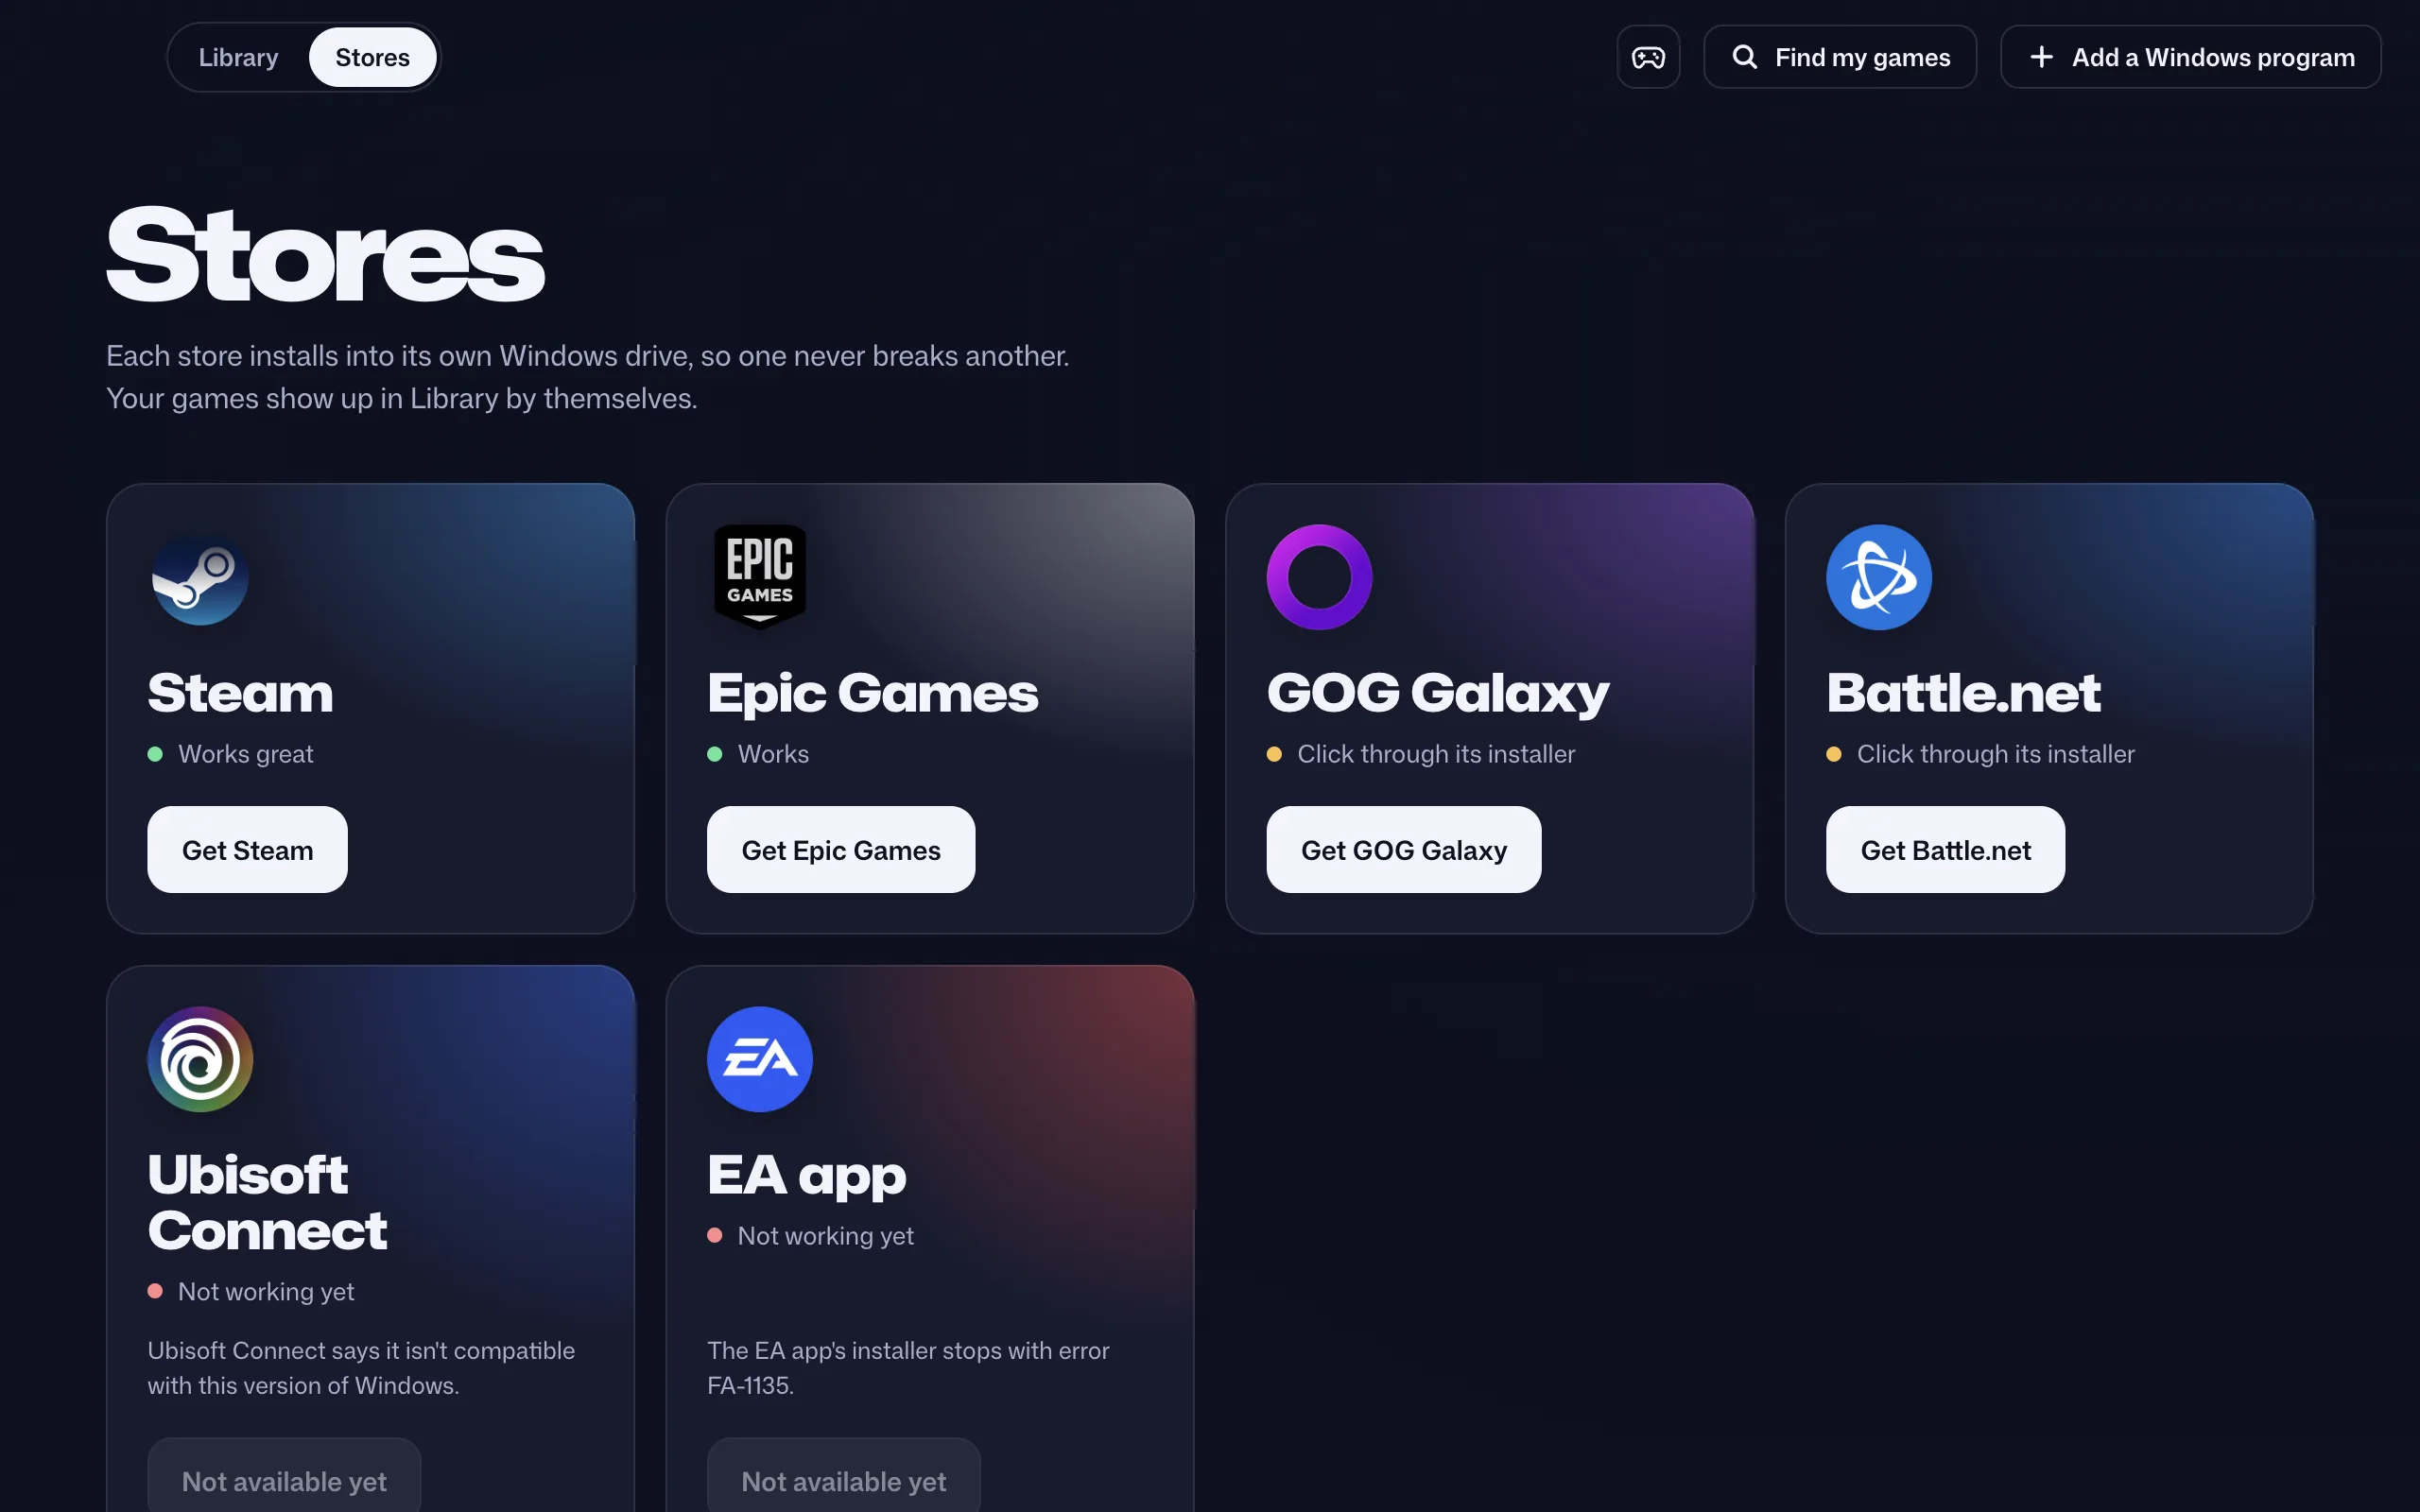 Library
Stores
Find my games
Add a Windows program
Stores
Each store installs into its own Windows drive, so one never breaks another.
Your games show up in Library by themselves.
EPIC
GAMES
Steam
Epic Games
GOG Galaxy
Battle.net
Works great
Works
Click through its installer
Click through its installer
Get Steam
Get Epic Games
Get GOG Galaxy
Get Battle.net
EA
Ubisoft
Connect
Not working yet
Ubisoft Connect says it isn't compatible
with this version of Windows.
Not available yet
EA app
Not working yet
The EA app's installer stops with error
FA-1135.
Not available yet